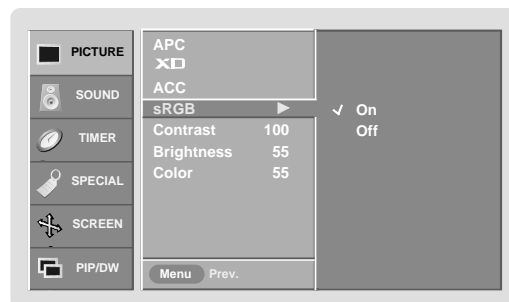 PICTURE
SOUND
TIMER
SPECIAL
SCREEN
PIP/DW
APC
XD
ACC
sRGB
Contrast 100
Brightness 55
Color 55
Menu Prev.
On
Off